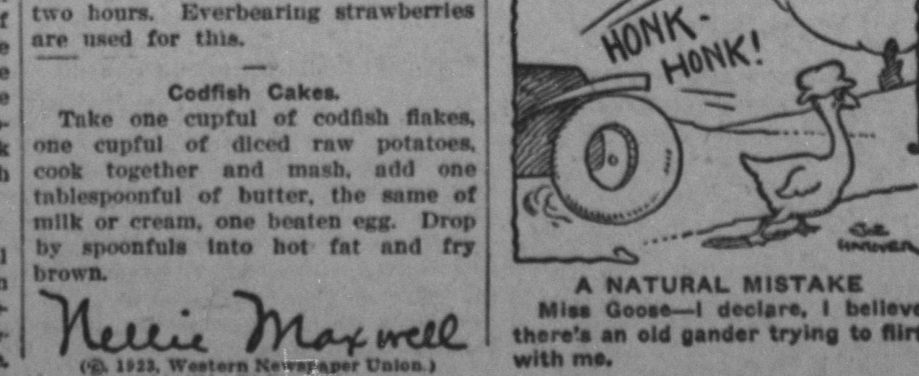 two hours. Everbearing strawberries
are used for this.
Codfish Cakes.
Take one cupful of codfish flakes,
one cupful of diced raw potatoes,
cook together and mash, add one
tablespoonful of butter, the same of
milk or cream, one beaten egg. Drop
by spoonfuls into hot fat and fry
brown.
Nellie Maxwell
(©. 1923, Western Newspaper Union.)
HONK-
HONK!
A NATURAL MISTAKE
Miss Goose—I declare, I believe
there's an old gander trying to flirt
with me.